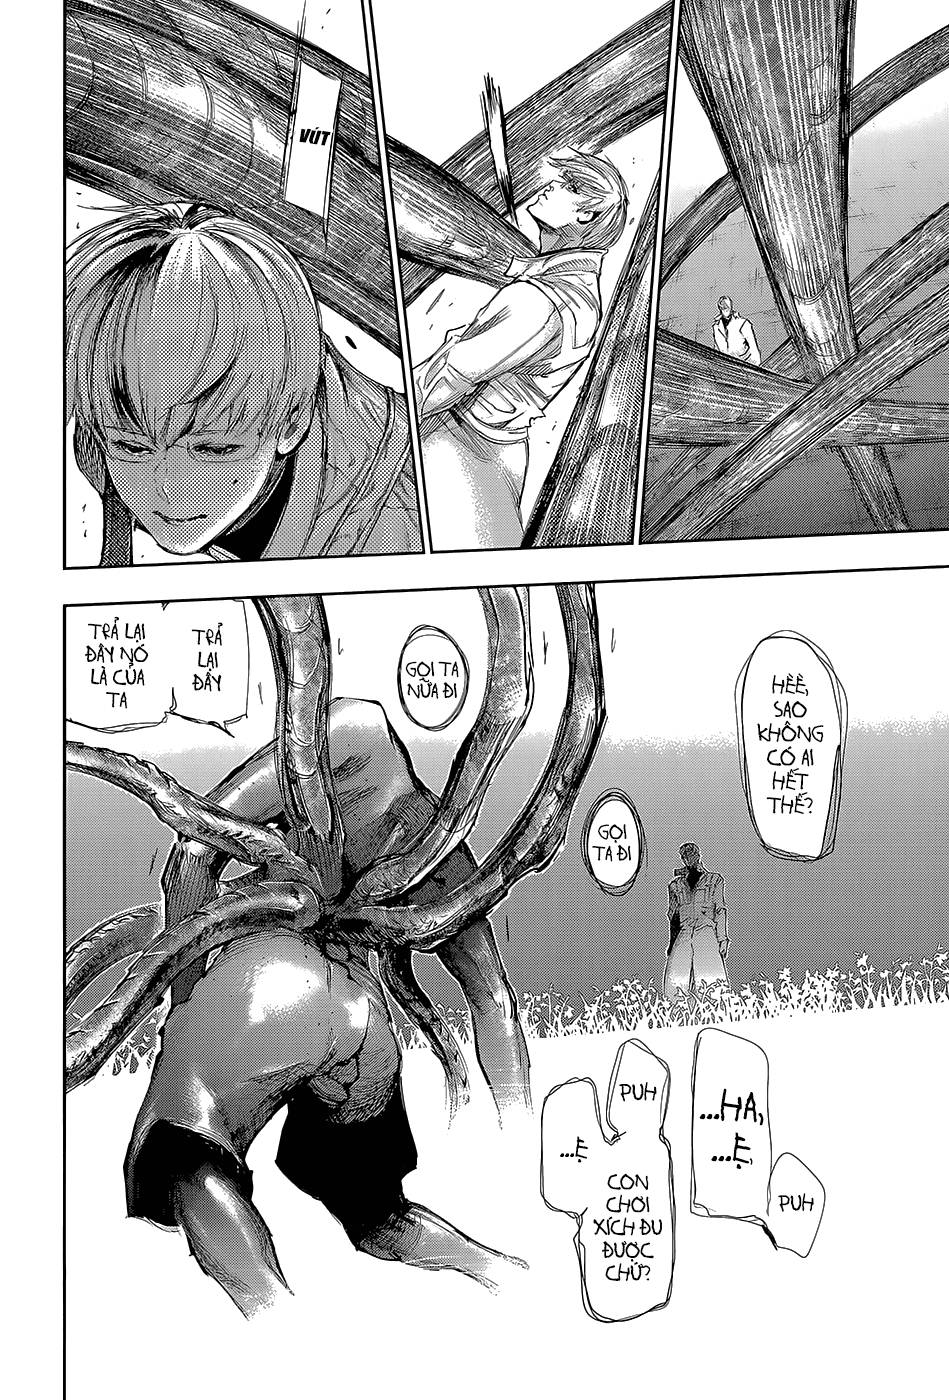 VÚT
HỀỀ,
SAO
KHÔNG
CÓ AI
HẾT
THẾ?
GỌI
TA ĐI
GỌI TA
NỮA ĐI
TRẢ
LẠI
ĐÂY
TRẢ LẠI
ĐÂY NÓ
LÀ CỦA
TA
...HA,
...Ẹ,
PUH
PUH
...Ẹ
CON
CHƠI
XÍCH ĐU
ĐƯỢC
CHỨ?